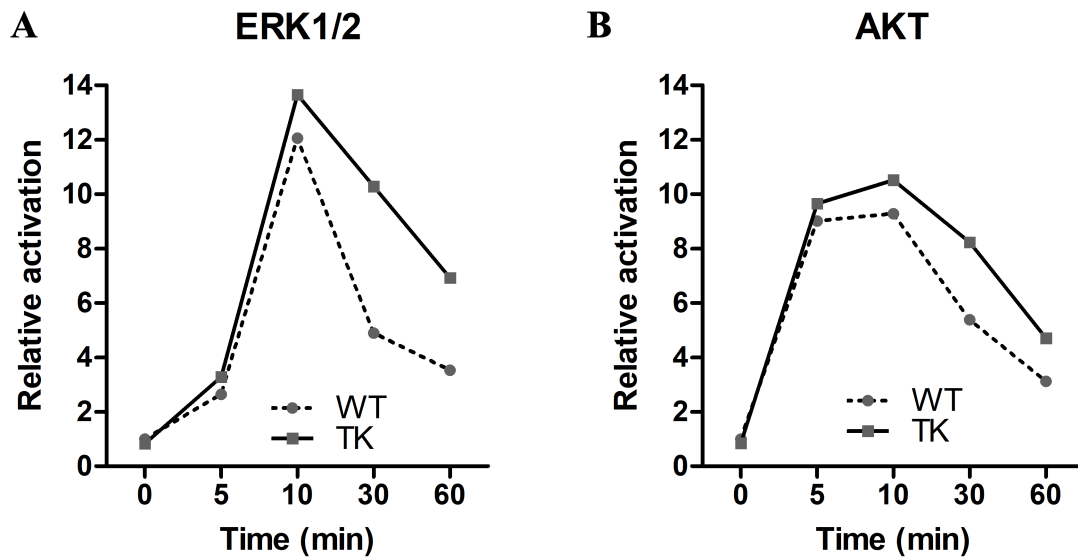 A
ERK1/2
Relative activation
14
12
10
8
6
4
2
0
WT
TK
0 5 10 30 60
Time (min)
B
AKT
Relative activation
14
12
10
8
6
4
2
0
WT
TK
0 5 10 30 60
Time (min)